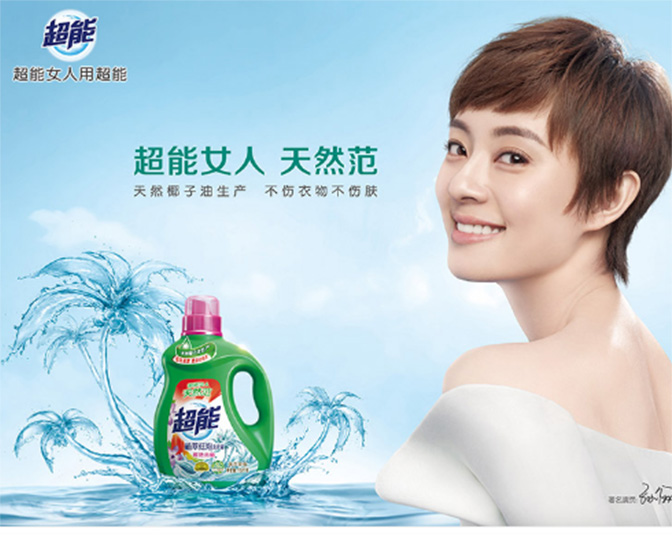 超能
超能女人用超能
超能女人 天然范
天然椰子油生产 不伤衣物不伤肤
超能
著名演员: